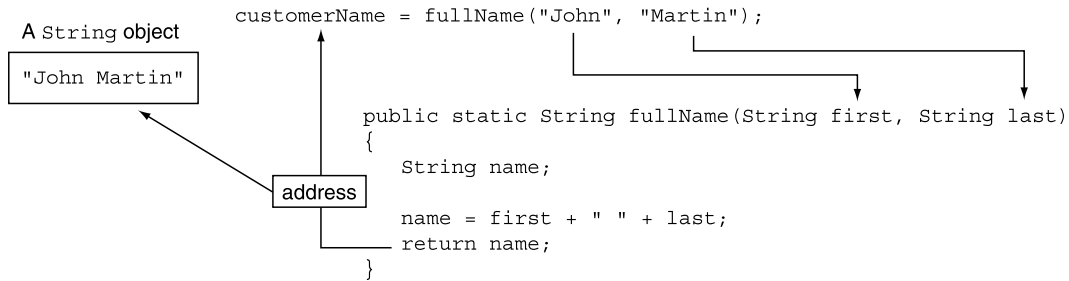 customerName = fullName("John", "Martin");
A String object
"John Martin"
public static String fullName(String first, String last)
{
String name;
address
name = first + " " + last;
return name;
}